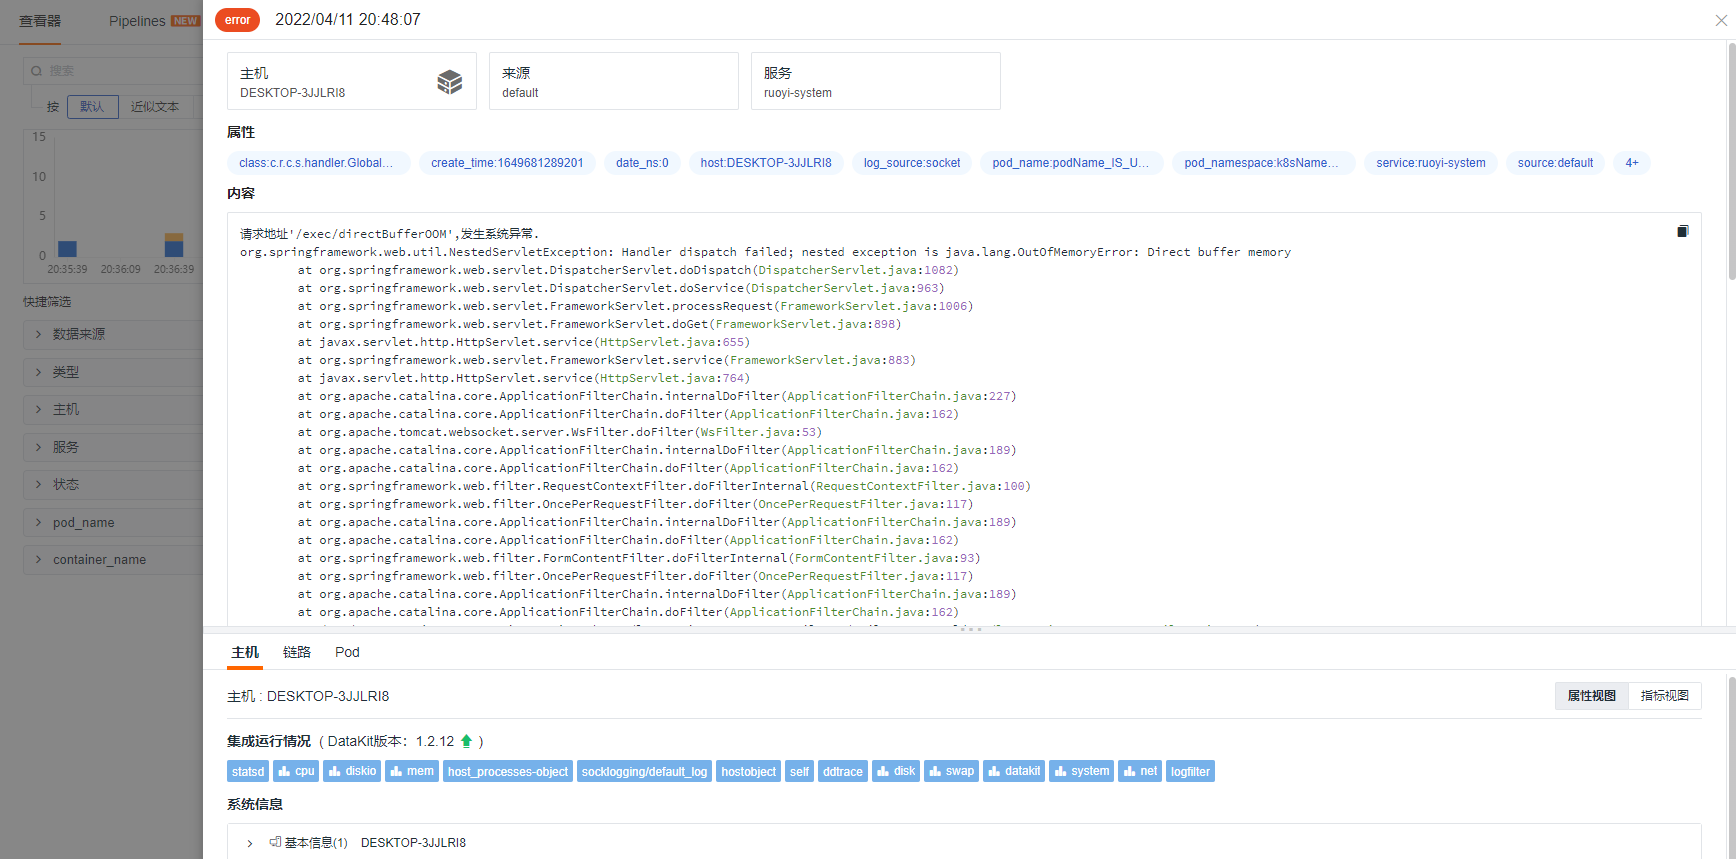 查看器
Pipelines NEW
搜索
按 默认 近似文本
15
10
5
0
20:35:39 20:36:09 20:36:39
快捷筛选
数据来源
类型
主机
服务
状态
pod_name
container_name
error 2022/04/11 20:48:07
主机
DESKTOP-3JJLRI8
来源
default
服务
ruoyi-system
属性
class:c.r.c.s.handler.Global... create_time:1649681289201 date_ns:0 host:DESKTOP-3JJLRI8 log_source:socket pod_name:podName_IS_U... pod_namespace:k8sName... service:ruoyi-system source:default 4+
内容
请求地址'/exec/directBufferOOM',发生系统异常.
org.springframework.web.util.NestedServletException: Handler dispatch failed; nested exception is java.lang.OutOfMemoryError: Direct buffer memory
at org.springframework.web.servlet.DispatcherServlet.doDispatch(DispatcherServlet.java:1082)
at org.springframework.web.servlet.DispatcherServlet.doService(DispatcherServlet.java:963)
at org.springframework.web.servlet.FrameworkServlet.processRequest(FrameworkServlet.java:1006)
at org.springframework.web.servlet.FrameworkServlet.doGet(FrameworkServlet.java:898)
at javax.servlet.http.HttpServlet.service(HttpServlet.java:655)
at org.springframework.web.servlet.FrameworkServlet.service(FrameworkServlet.java:883)
at javax.servlet.http.HttpServlet.service(HttpServlet.java:764)
at org.apache.catalina.core.ApplicationFilterChain.internalDoFilter(ApplicationFilterChain.java:227)
at org.apache.catalina.core.ApplicationFilterChain.doFilter(ApplicationFilterChain.java:162)
at org.apache.tomcat.websocket.server.WsFilter.doFilter(WsFilter.java:53)
at org.apache.catalina.core.ApplicationFilterChain.internalDoFilter(ApplicationFilterChain.java:189)
at org.apache.catalina.core.ApplicationFilterChain.doFilter(ApplicationFilterChain.java:162)
at org.springframework.web.filter.RequestContextFilter.doFilterInternal(RequestContextFilter.java:100)
at org.springframework.web.filter.OncePerRequestFilter.doFilter(OncePerRequestFilter.java:117)
at org.apache.catalina.core.ApplicationFilterChain.internalDoFilter(ApplicationFilterChain.java:189)
at org.apache.catalina.core.ApplicationFilterChain.doFilter(ApplicationFilterChain.java:162)
at org.springframework.web.filter.FormContentFilter.doFilterInternal(FormContentFilter.java:93)
at org.springframework.web.filter.OncePerRequestFilter.doFilter(OncePerRequestFilter.java:117)
at org.apache.catalina.core.ApplicationFilterChain.internalDoFilter(ApplicationFilterChain.java:189)
at org.apache.catalina.core.ApplicationFilterChain.doFilter(ApplicationFilterChain.java:162)
主机 链路 Pod
主机 : DESKTOP-3JJLRI8
属性视图 指标视图
集成运行情况 ( DataKit版本: 1.2.12 )
statsd cpu diskio mem host_processes-object socklogging/default_log hostobject self ddtrace disk swap datakit system net logfilter
系统信息
基本信息(1) DESKTOP-3JJLRI8